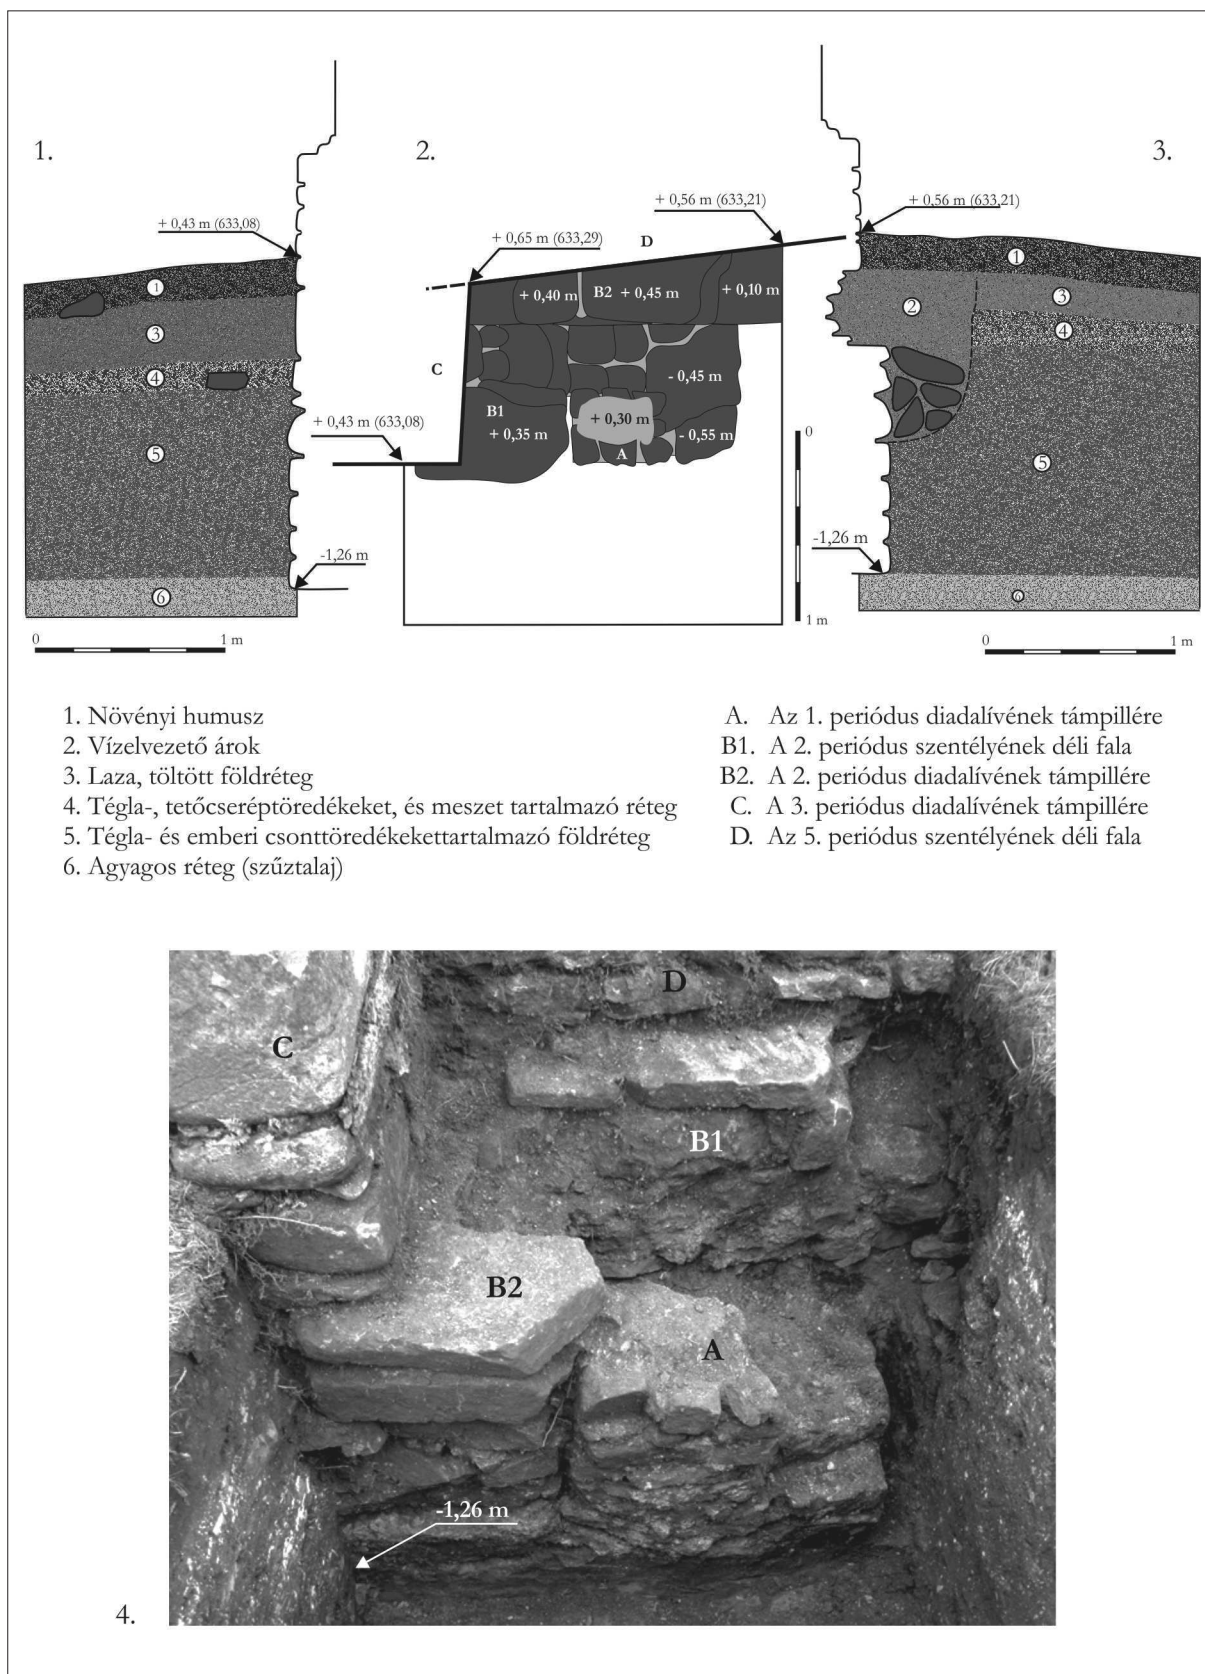 1.
2.
3.
+ 0,43 m (633,08)
+ 0,65 m (633,29)
+ 0,56 m (633,21)
+ 0,56 m (633,21)
D
1
3
4
5
6
-1,26 m
0 1 m
C
+ 0,43 m (633,08)
+ 0,40 m
B2 + 0,45 m
+ 0,10 m
- 0,45 m
B1
+ 0,35 m
+ 0,30 m
- 0,55 m
A
0
1 m
1
2
3
4
5
6
-1,26 m
0 1 m
1. Növényi humusz
2. Vízelvezető árok
3. Laza, töltött földréteg
4. Tégla-, tetőcseréptöredékeket, és meszet tartalmazó réteg
5. Tégla- és emberi csonttöredékekettartalmazó földréteg
6. Agyagos réteg (szűztalaj)
A. Az 1. periódus diadalívének támpillére
B1. A 2. periódus szentélyének déli fala
B2. A 2. periódus diadalívének támpillére
C. A 3. periódus diadalívének támpillére
D. Az 5. periódus szentélyének déli fala
D
C
B1
B2
A
-1,26 m
4.